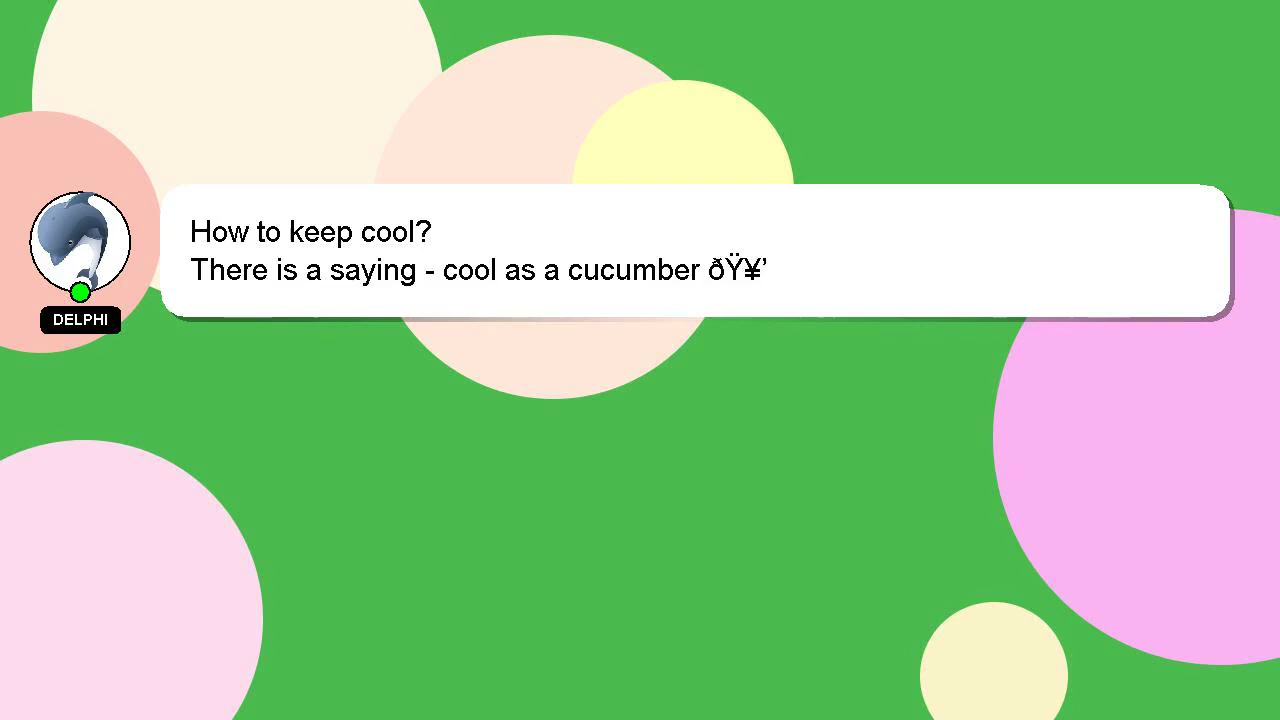 How to keep cool?
There is a saying - cool as a cucumber ðŸ¥’
DELPHI